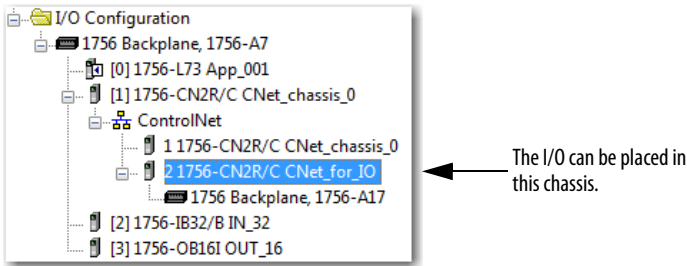 I/O Configuration
1756 Backplane, 1756-A7
[0] 1756-L73 App_001
[1] 1756-CN2R/C CNet_chassis_0
ControlNet
1 1756-CN2R/C CNet_chassis_0
2 1756-CN2R/C CNet_for_IO
1756 Backplane, 1756-A17
[2] 1756-IB32/B IN_32
[3] 1756-OB16I OUT_16
The I/O can be placed in
this chassis.